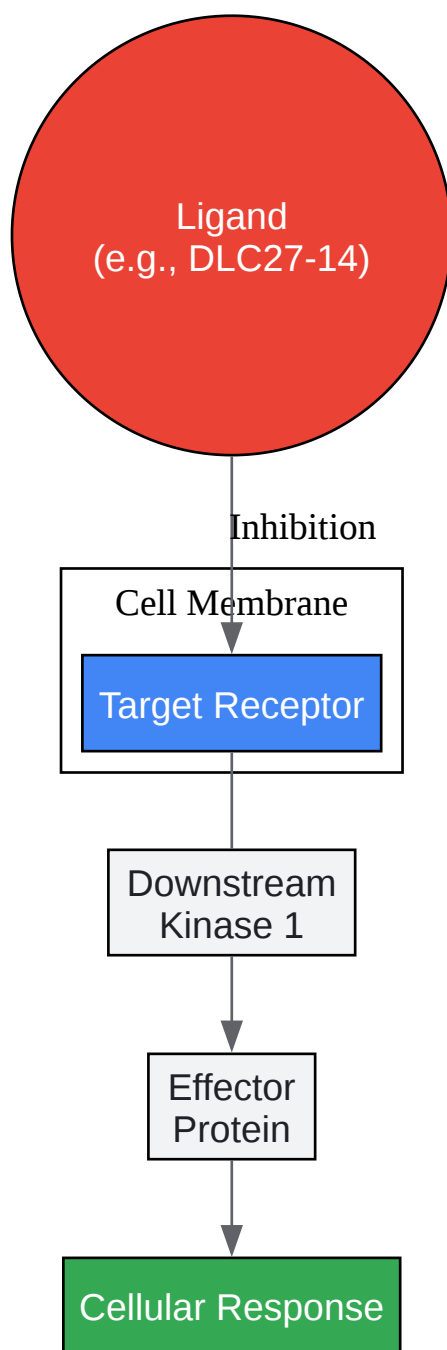 Ligand
(e.g., DLC27-14)
Inhibition
Cell Membrane
Target Receptor
Downstream
Kinase 1
Effector
Protein
Cellular Response